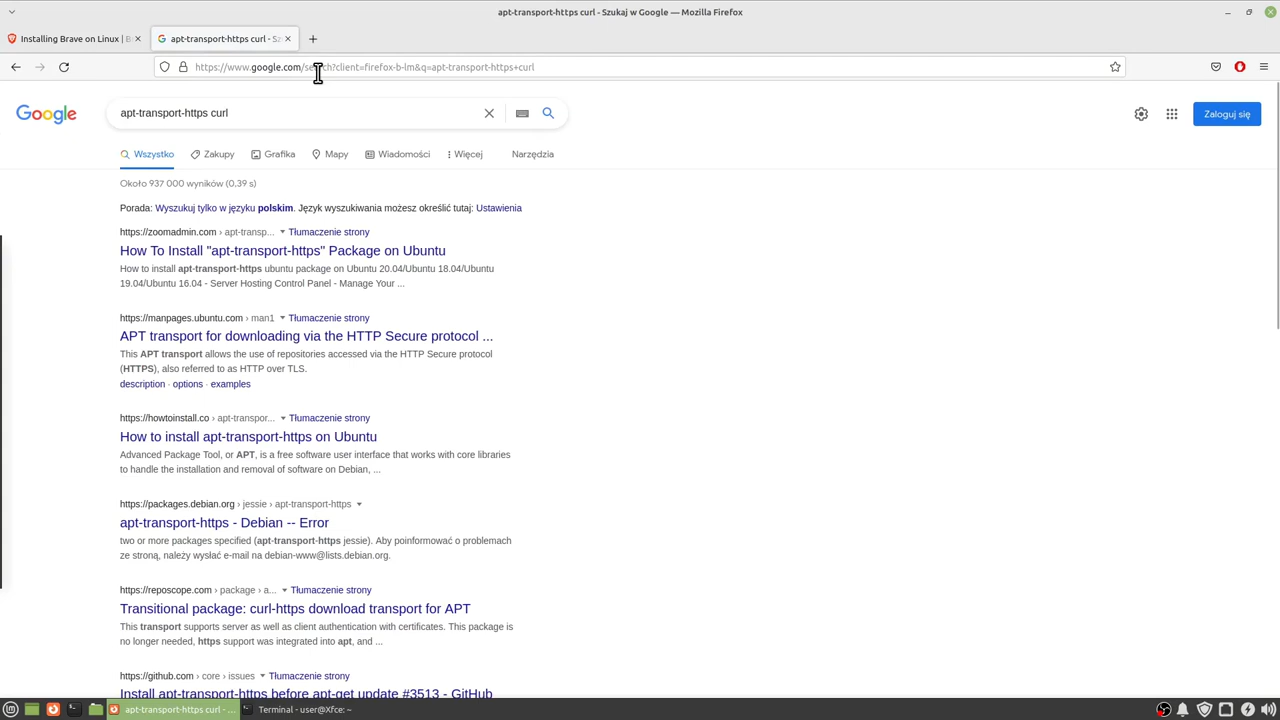 apt-transport-https curl - Szukaj w Google — Mozilla Firefox
Installing Brave on Linux | B
apt-transport-https curl - Sz
https://www.google.com/search?client=firefox-b-lm&q=apt-transport-https+curl
Google
apt-transport-https curl
Zaloguj się
Wszystko
Zakupy
Grafika
Mapy
Wiadomości
Więcej
Narzędzia
Około 937 000 wyników (0,39 s)
Porada: Wyszukuj tylko w języku polskim. Język wyszukiwania możesz określić tutaj: Ustawienia
https://zoomadmin.com › apt-transp... Tłumaczenie strony
How To Install "apt-transport-https" Package on Ubuntu
How to install apt-transport-https ubuntu package on Ubuntu 20.04/Ubuntu 18.04/Ubuntu
19.04/Ubuntu 16.04 - Server Hosting Control Panel - Manage Your ...
https://manpages.ubuntu.com › man1 Tłumaczenie strony
APT transport for downloading via the HTTP Secure protocol ...
This APT transport allows the use of repositories accessed via the HTTP Secure protocol
(HTTPS), also referred to as HTTP over TLS.
description · options · examples
https://howtoinstall.co › apt-transpor... Tłumaczenie strony
How to install apt-transport-https on Ubuntu
Advanced Package Tool, or APT, is a free software user interface that works with core libraries
to handle the installation and removal of software on Debian, ...
https://packages.debian.org › jessie › apt-transport-https
apt-transport-https - Debian -- Error
two or more packages specified (apt-transport-https jessie). Aby poinformować o problemach
ze stroną, należy wysłać e-mail na debian-www@lists.debian.org.
https://reposcope.com › package › a... Tłumaczenie strony
Transitional package: curl-https download transport for APT
This transport supports server as well as client authentication with certificates. This package is
no longer needed, https support was integrated into apt, and ...
https://github.com › core › issues Tłumaczenie strony
Install apt-transport-https before apt-get update #3513 - GitHub
apt-transport-https curl - ...
Terminal - user@Xfce: ~